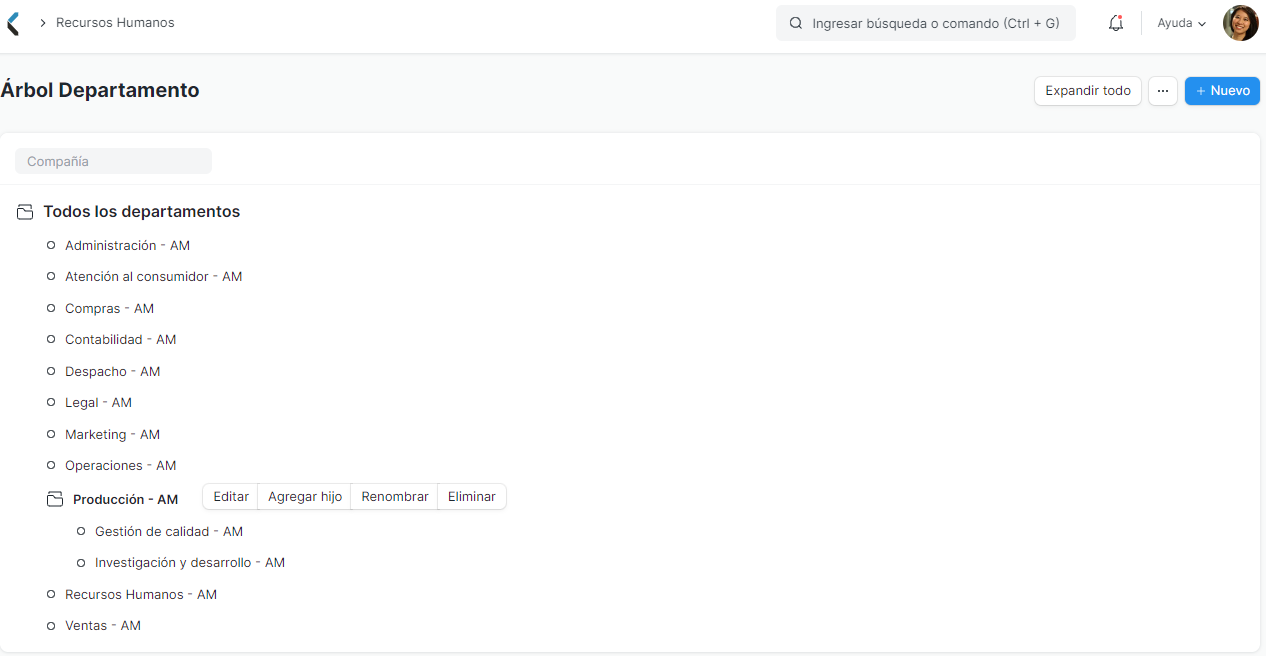 Recursos Humanos
Ingresar búsqueda o comando (Ctrl + G)
Ayuda
Árbol Departamento
Expandir todo
···
+ Nuevo
Compañía
Todos los departamentos
Administración - AM
Atención al consumidor - AM
Compras - AM
Contabilidad - AM
Despacho - AM
Legal - AM
Marketing - AM
Operaciones - AM
Producción - AM Editar Agregar hijo Renombrar Eliminar
Gestión de calidad - AM
Investigación y desarrollo - AM
Recursos Humanos - AM
Ventas - AM